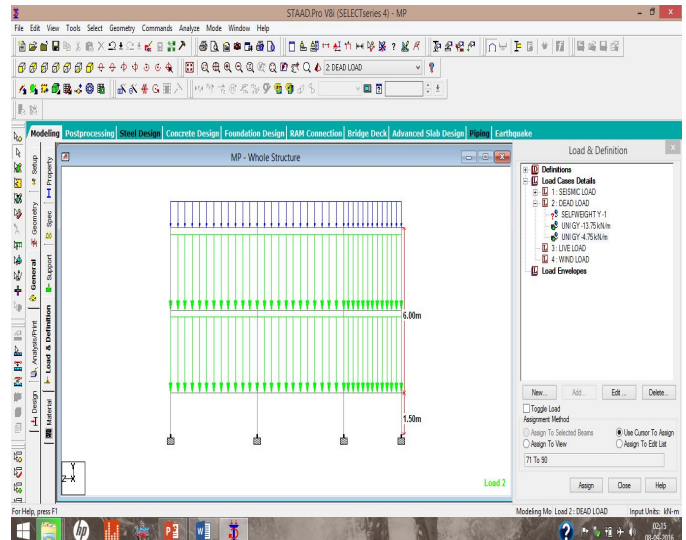 STAAD.Pro V8i (SELECTseries 4) - MP
File Edit View Tools Select Geometry Commands Analyze Mode Window Help
2: DEAD LOAD
Modeling Postprocessing Steel Design Concrete Design Foundation Design RAM Connection Bridge Deck Advanced Slab Design Piping Earthquake
Setup
Geometry
General
Analysis/Print
Design
Property
Spec
Support
Load & Definition
Material
MP - Whole Structure
6.00m
1.50m
Y
Z X
Load 2
Load & Definition
Definitions
Load Cases Details
1 : SEISMIC LOAD
2 : DEAD LOAD
SELFWEIGHT Y -1
UNI GY -13.75 kN/m
UNI GY -4.75 kN/m
3 : LIVE LOAD
4 : WIND LOAD
Load Envelopes
New... Add... Edit ... Delete...
Toggle Load
Assignment Method
Assign To Selected Beams Use Cursor To Assign
Assign To View Assign To Edit List
71 To 90
Assign Close Help
For Help, press F1
Modeling Mo Load 2 : DEAD LOAD Input Units: kN-m
hp
02:15
08-09-2016